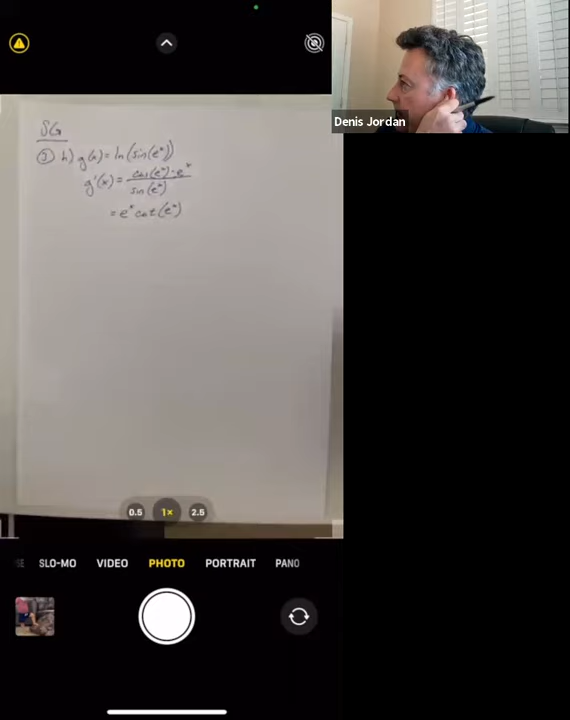 Denis Jordan
SG
③ h) g(x) = ln(sin(eˣ))
g'(x) = cos(eˣ)·eˣ / sin(eˣ)
= eˣ cot(eˣ)
0.5 1× 2.5
SLO-MO VIDEO PHOTO PORTRAIT PANO